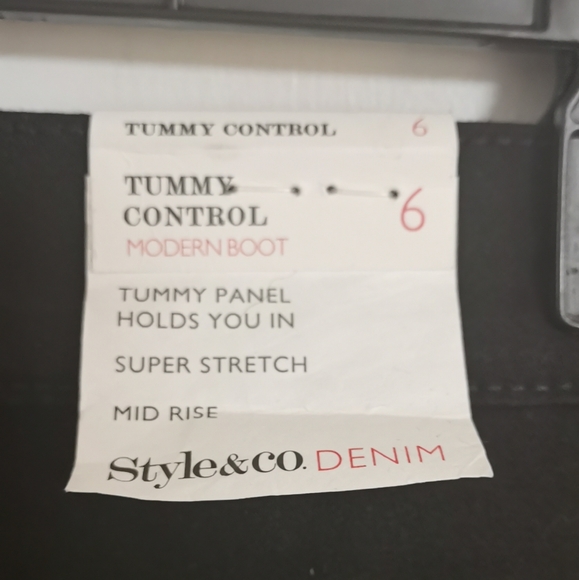 TUMMY CONTROL 6
TUMMY
CONTROL 6
MODERN BOOT
TUMMY PANEL
HOLDS YOU IN
SUPER STRETCH
MID RISE
Style&co. DENIM